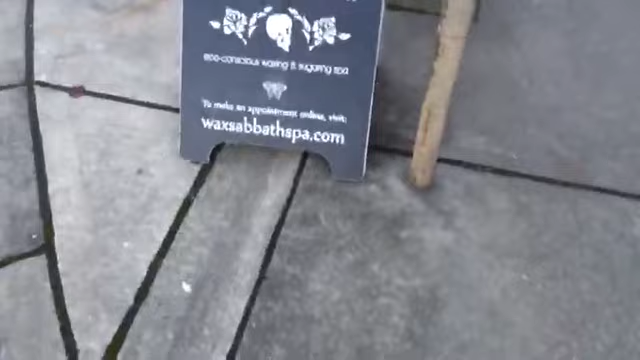 eco-conscious waxing & sugaring spa
To make an appointment online, visit:
waxsabbathspa.com